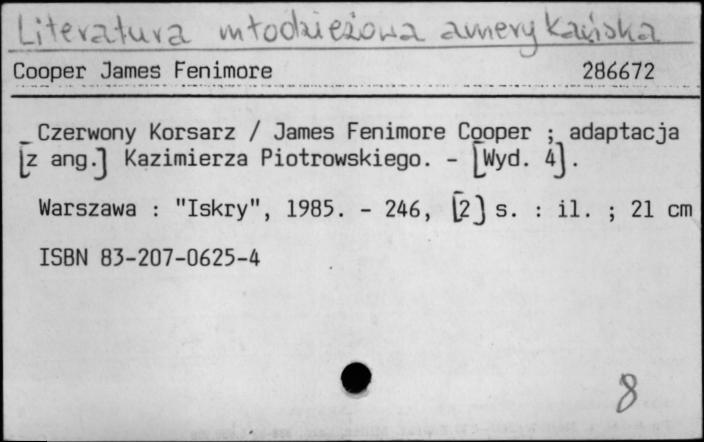 Literatura młodzieżowa amerykańska
Cooper James Fenimore 286672
Czerwony Korsarz / James Fenimore Cooper ; adaptacja
[z ang.] Kazimierza Piotrowskiego. - [Wyd. 4].
Warszawa : "Iskry", 1985. - 246, [2] s. : il. ; 21 cm
ISBN 83-207-0625-4
8